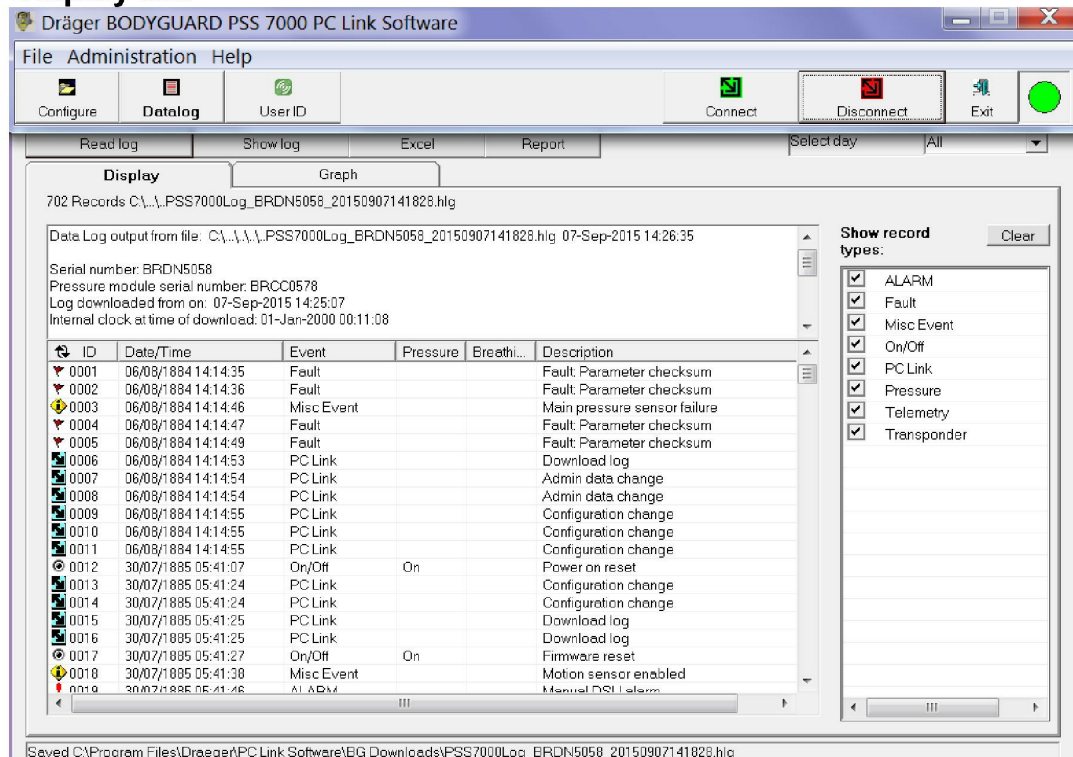 Dräger BODYGUARD PSS 7000 PC Link Software
File Administration Help
Configure Datalog User ID Connect Disconnect Exit
Read log Show log Excel Report Select day All
Display Graph
702 Records C:\...\..PSS7000Log_BRDN5058_20150907141828.hlg
Data Log output from file: C:\...\.\.\..PSS7000Log_BRDN5058_20150907141828.hlg 07-Sep-2015 14:26:35
Serial number: BRDN5058
Pressure module serial number: BRCC0578
Log downloaded from on: 07-Sep-2015 14:25:07
Internal clock at time of download: 01-Jan-2000 00:11:08
ID Date/Time Event Pressure Breathi... Description
0001 06/08/1884 14:14:35 Fault Fault: Parameter checksum
0002 06/08/1884 14:14:36 Fault Fault: Parameter checksum
0003 06/08/1884 14:14:46 Misc Event Main pressure sensor failure
0004 06/08/1884 14:14:47 Fault Fault: Parameter checksum
0005 06/08/1884 14:14:49 Fault Fault: Parameter checksum
0006 06/08/1884 14:14:53 PC Link Download log
0007 06/08/1884 14:14:54 PC Link Admin data change
0008 06/08/1884 14:14:54 PC Link Admin data change
0009 06/08/1884 14:14:55 PC Link Configuration change
0010 06/08/1884 14:14:55 PC Link Configuration change
0011 06/08/1884 14:14:55 PC Link Configuration change
0012 30/07/1885 05:41:07 On/Off On Power on reset
0013 30/07/1885 05:41:24 PC Link Configuration change
0014 30/07/1885 05:41:24 PC Link Configuration change
0015 30/07/1885 05:41:25 PC Link Download log
0016 30/07/1885 05:41:25 PC Link Download log
0017 30/07/1885 05:41:27 On/Off On Firmware reset
0018 30/07/1885 05:41:38 Misc Event Motion sensor enabled
0019 30/07/1885 05:41:46 ALARM Manual DSU alarm
Show record types: Clear
ALARM
Fault
Misc Event
On/Off
PC Link
Pressure
Telemetry
Transponder
Saved C:\Program Files\Draeger\PC Link Software\BG Downloads\PSS7000Log_BRDN5058_20150907141828.hlg